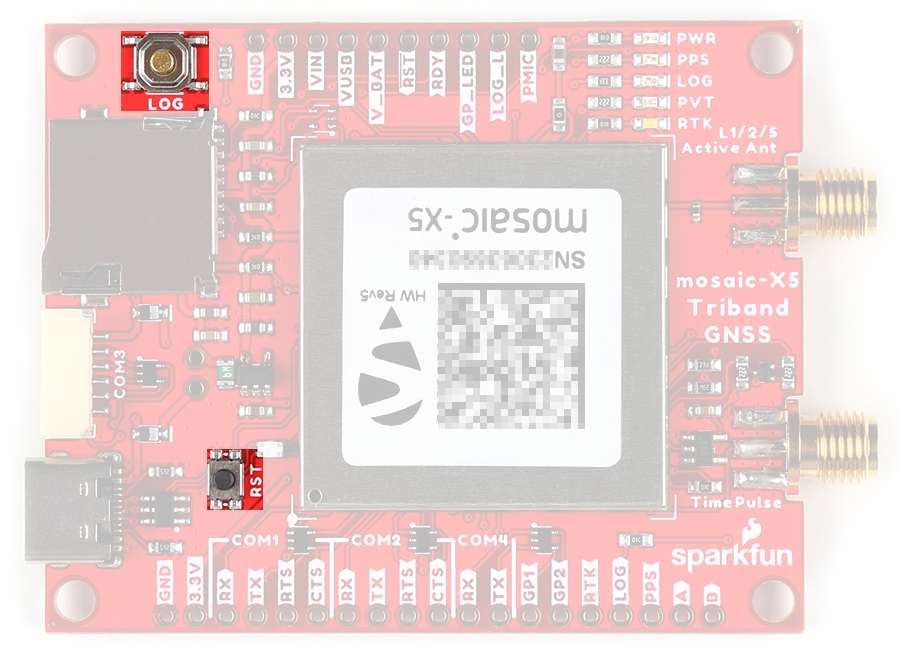 LOG
GND
3.3V
VIN
VUSB
V_BAT
RST
RDY
GP_LED
LOG_L
PMIC
PWR
PPS
LOG
PVT
RTK
L1/2/5
Active Ant
mosaic-X5
HW Rev5
mosaic-X5
Triband
GNSS
COM3
RST
TimePulse
sparkfun
COM1
COM2
COM4
GND
3.3V
RX
TX
RTS
CTS
RX
TX
RTS
CTS
RX
TX
GP1
GP2
RTK
LOG
PPS
A
B